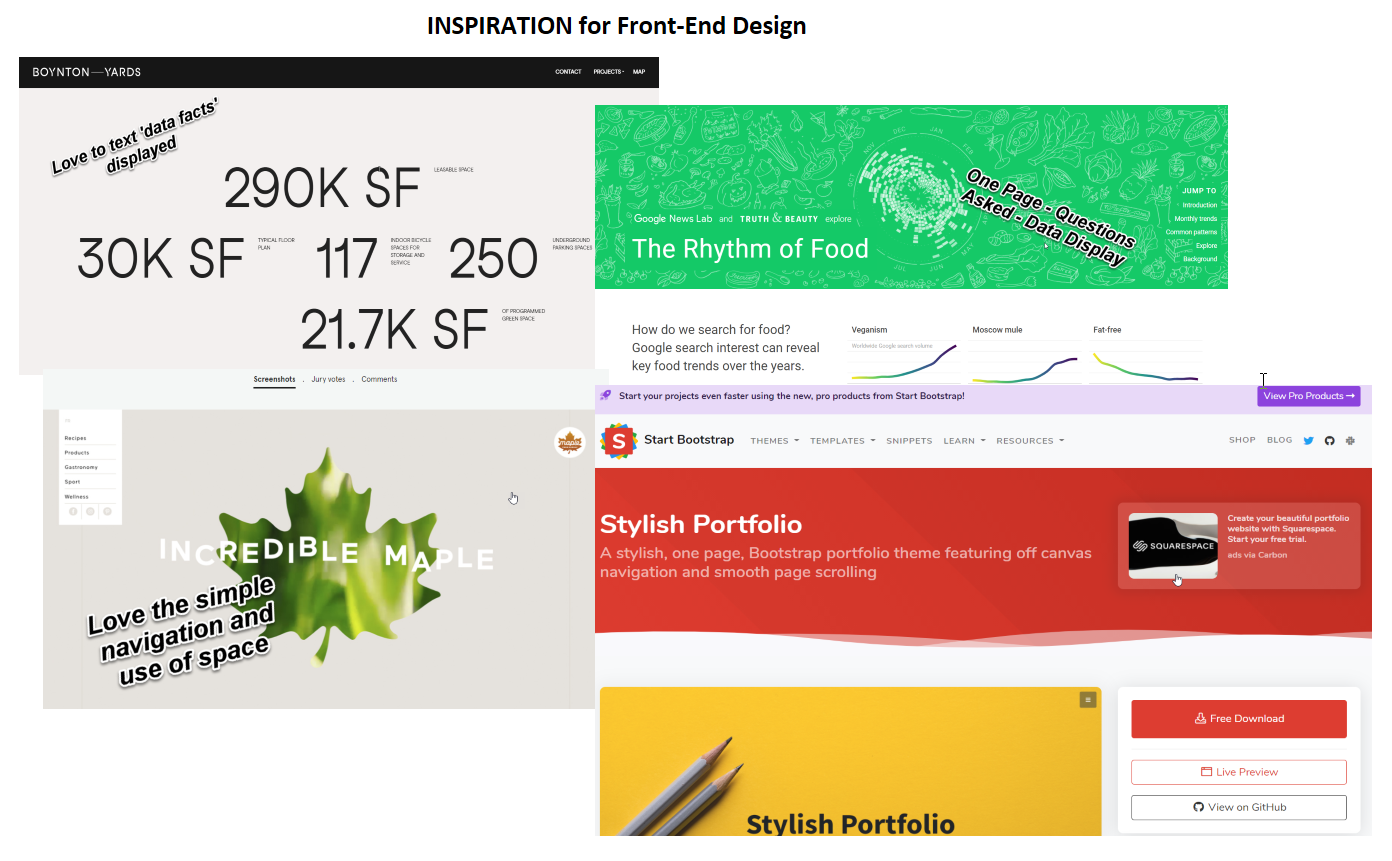 INSPIRATION for Front-End Design
BOYNTON—YARDS
CONTACT PROJECTS MAP
Love to text 'data facts'
displayed
290K SF
LEASABLE SPACE
30K SF
TYPICAL FLOOR
PLAN
117
INDOOR BICYCLE
SPACES FOR
STORAGE AND
SERVICE
250
UNDERGROUND
PARKING SPACES
21.7K SF
OF PROGRAMMED
GREEN SPACE
DEC JAN
FEB
NOV
JUL JUN
One Page - Questions
Asked - Data Display
Google News Lab and TRUTH & BEAUTY explore
The Rhythm of Food
JUMP TO
Introduction
Monthly trends
Common patterns
Explore
Background
How do we search for food?
Google search interest can reveal
key food trends over the years.
Veganism
Worldwide Google search volume
Moscow mule
Fat-free
Screenshots . Jury votes . Comments
Recipes
Products
Gastronomy
Sport
Wellness
maple
INCREDIBLE MAPLE
Love the simple
navigation and
use of space
Start your projects even faster using the new, pro products from Start Bootstrap!
View Pro Products →
S
Start Bootstrap
THEMES TEMPLATES SNIPPETS LEARN RESOURCES
SHOP BLOG
Stylish Portfolio
A stylish, one page, Bootstrap portfolio theme featuring off canvas
navigation and smooth page scrolling
SQUARESPACE
Create your beautiful portfolio
website with Squarespace.
Start your free trial.
ads via Carbon
Stylish Portfolio
Free Download
Live Preview
View on GitHub